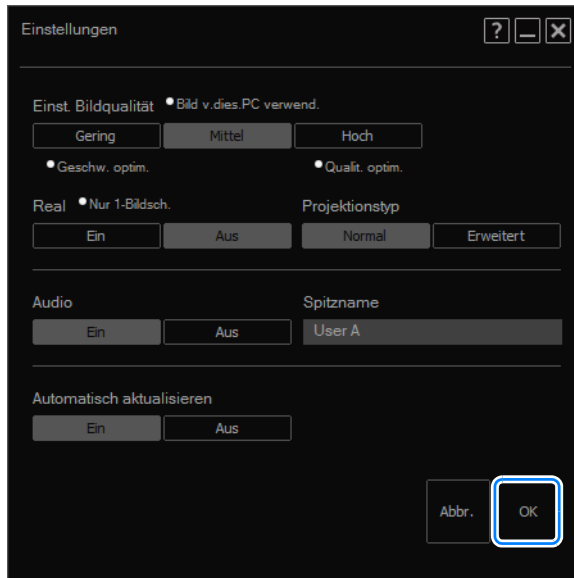 Einstellungen ?
Einst. Bildqualität Bild v.dies.PC verwend.
Gering Mittel Hoch
Geschw. optim. Qualit. optim.
Real Nur 1-Bildsch. Projektionstyp
Ein Aus Normal Erweitert
Audio Spitzname
Ein Aus User A
Automatisch aktualisieren
Ein Aus
Abbr. OK